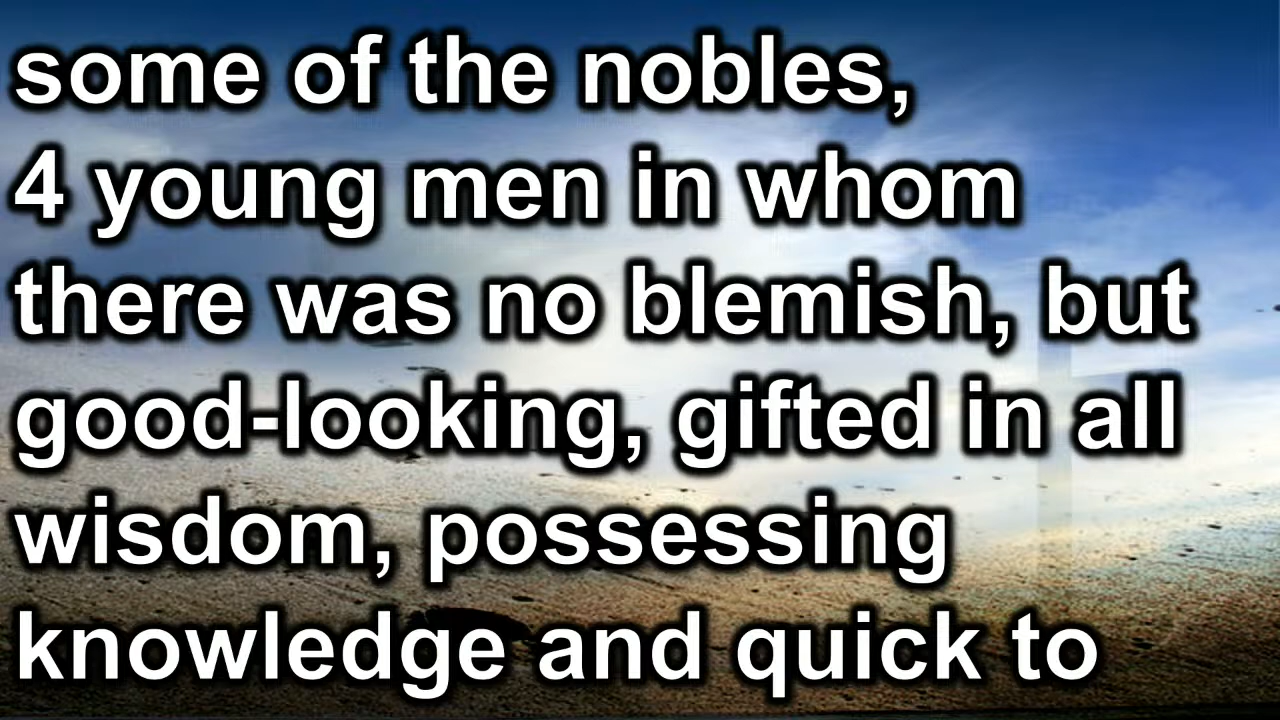 some of the nobles,
4 young men in whom
there was no blemish, but
good-looking, gifted in all
wisdom, possessing
knowledge and quick to